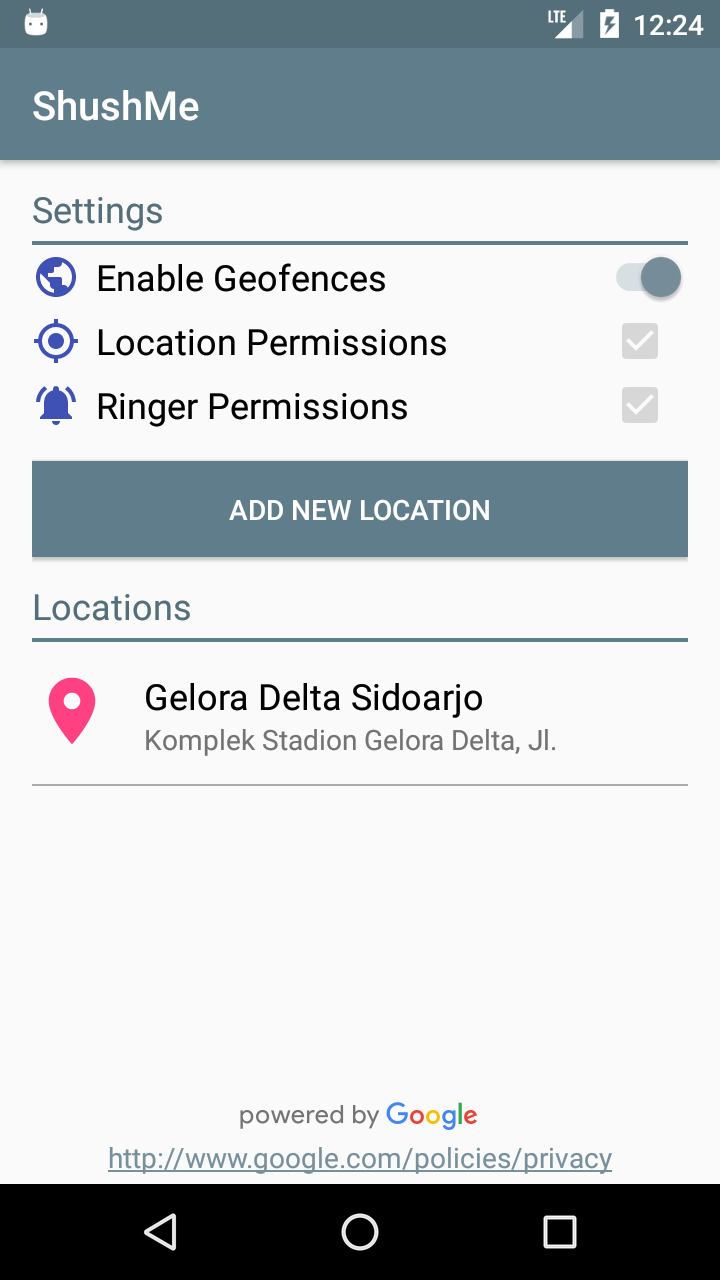 LTE 12:24
ShushMe
Settings
Enable Geofences
Location Permissions
Ringer Permissions
ADD NEW LOCATION
Locations
Gelora Delta Sidoarjo
Komplek Stadion Gelora Delta, Jl.
powered by Google
http://www.google.com/policies/privacy